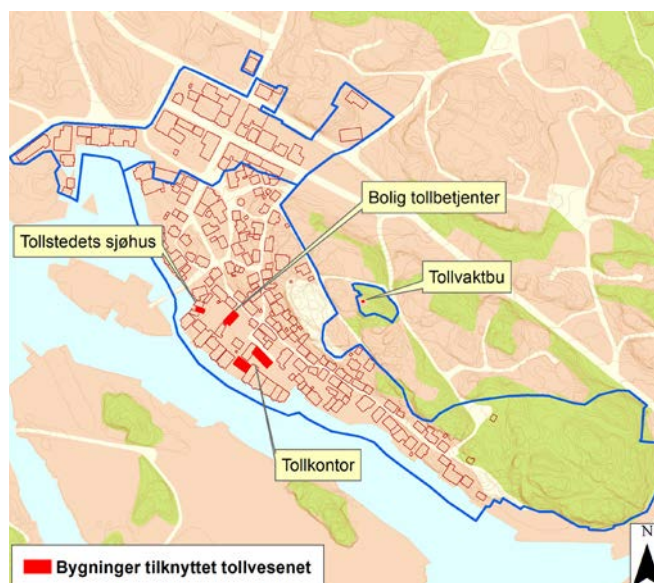 Bolig tollbetjenter
Tollstedets sjøhus
Tollvaktbu
Tollkontor
Bygninger tilknyttet tollvesenet
N